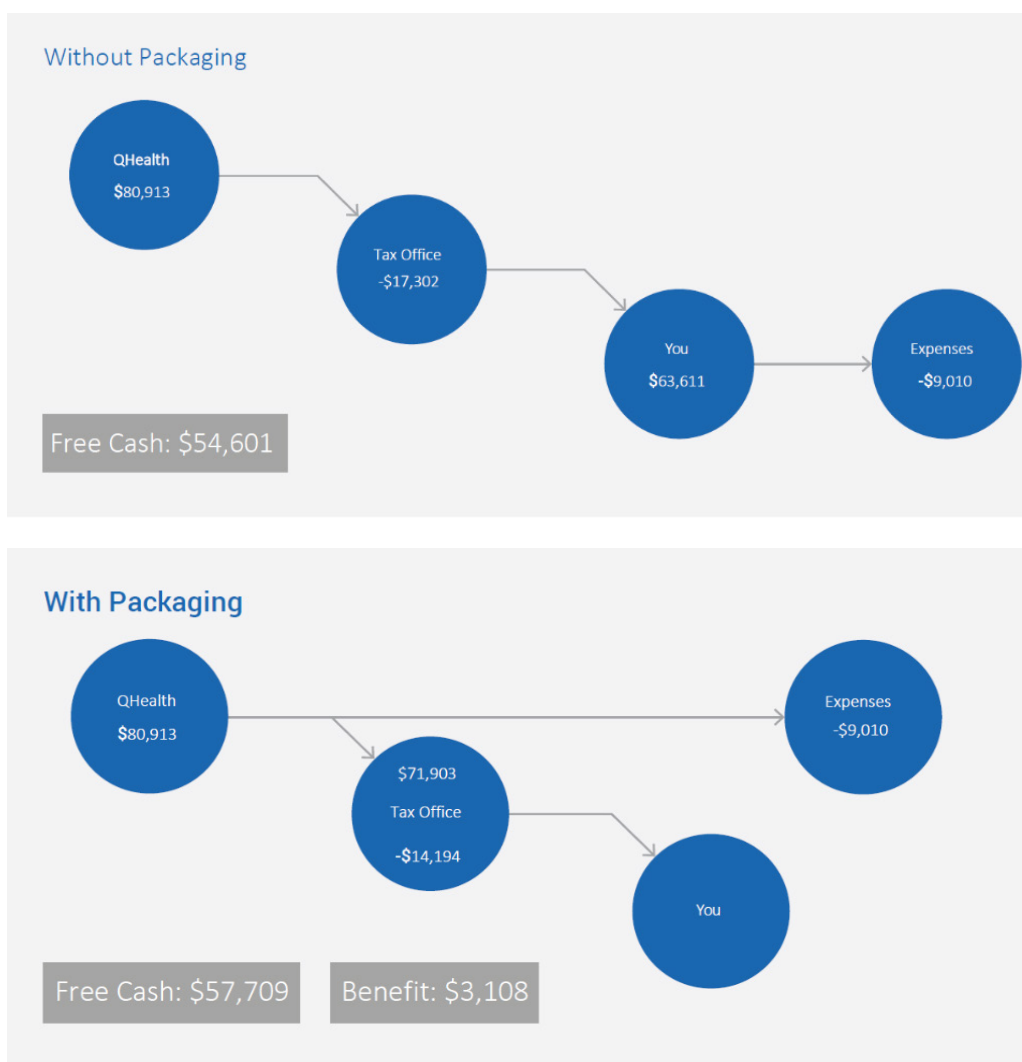 Without Packaging
QHealth
$80,913
Tax Office
-$17,302
You
$63,611
Expenses
-$9,010
Free Cash: $54,601
With Packaging
QHealth
$80,913
Expenses
-$9,010
$71,903
Tax Office
-$14,194
You
Free Cash: $57,709
Benefit: $3,108